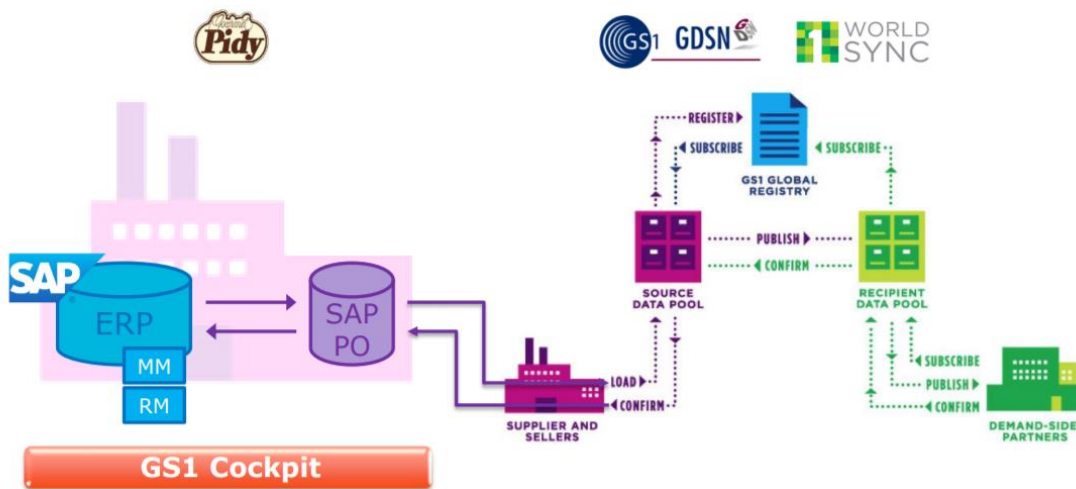 Pidy
GS1 GDSN
1 WORLD
SYNC
REGISTER
SUBSCRIBE
SUBSCRIBE
GS1 GLOBAL
REGISTRY
PUBLISH
CONFIRM
SOURCE
DATA POOL
RECIPIENT
DATA POOL
SAP
ERP
SAP
PO
MM
RM
LOAD
CONFIRM
SUPPLIER AND
SELLERS
SUBSCRIBE
PUBLISH
CONFIRM
DEMAND-SIDE
PARTNERS
GS1 Cockpit